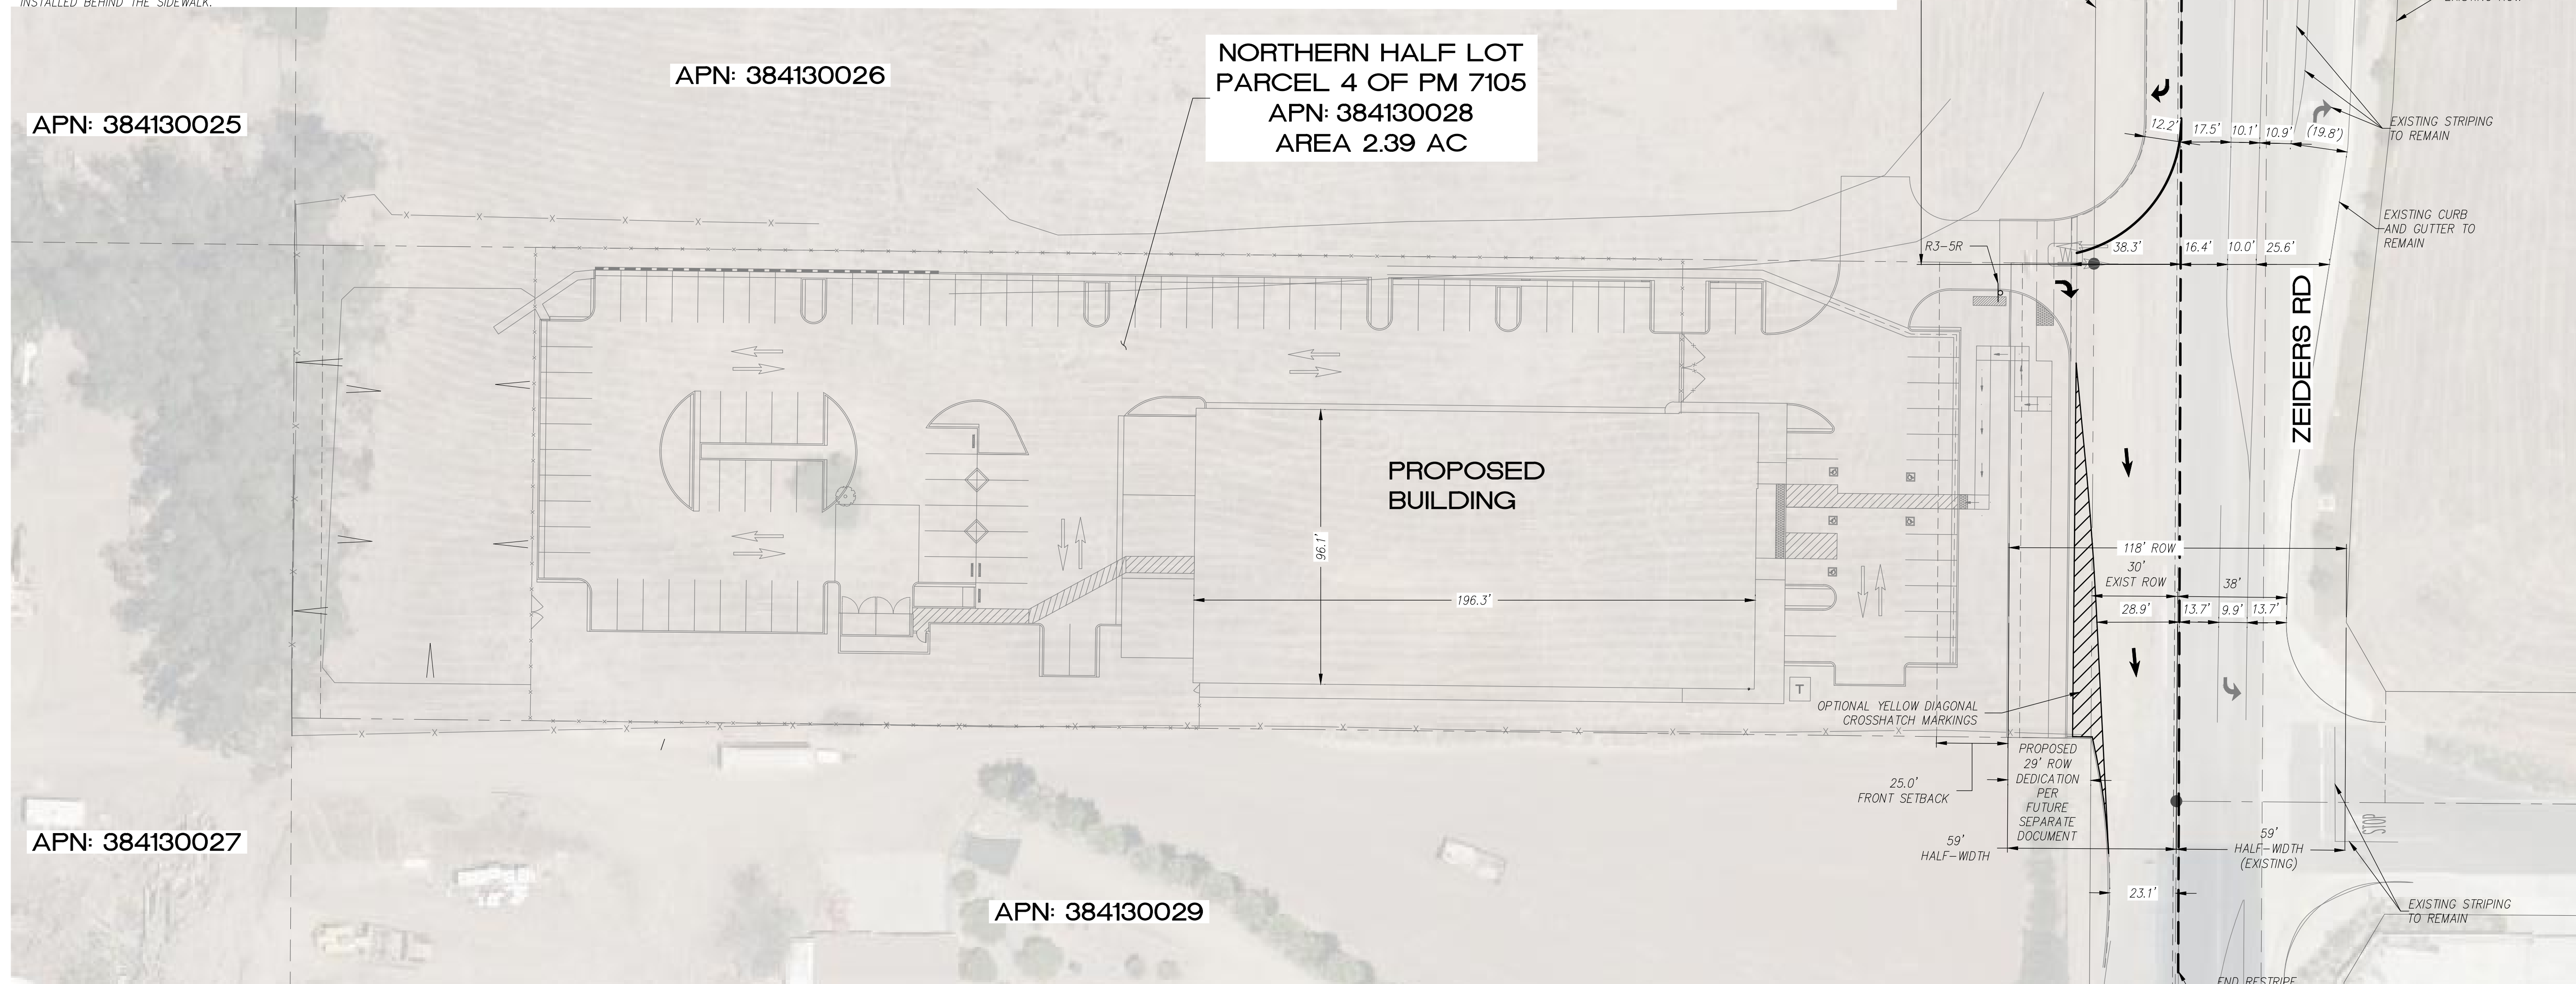 INSTALLED BEHIND THE SIDEWALK.
APN: 384130026
APN: 384130025
NORTHERN HALF LOT
PARCEL 4 OF PM 7105
APN: 384130028
AREA 2.39 AC
12.2'
17.5'
10.1'
10.9'
(19.8')
EXISTING STRIPING
TO REMAIN
EXISTING CURB
AND GUTTER TO
REMAIN
R3-5R
38.3'
16.4'
10.0'
25.6'
ZEIDERS RD
PROPOSED
BUILDING
96.1'
196.3'
118' ROW
30'
EXIST ROW
38'
28.9'
13.7'
9.9'
13.7'
T
OPTIONAL YELLOW DIAGONAL
CROSSHATCH MARKINGS
25.0'
FRONT SETBACK
PROPOSED
29' ROW
DEDICATION
PER
FUTURE
SEPARATE
DOCUMENT
59'
HALF-WIDTH
59'
HALF-WIDTH
(EXISTING)
STOP
APN: 384130027
APN: 384130029
23.1'
EXISTING STRIPING
TO REMAIN
END RESTRIPE